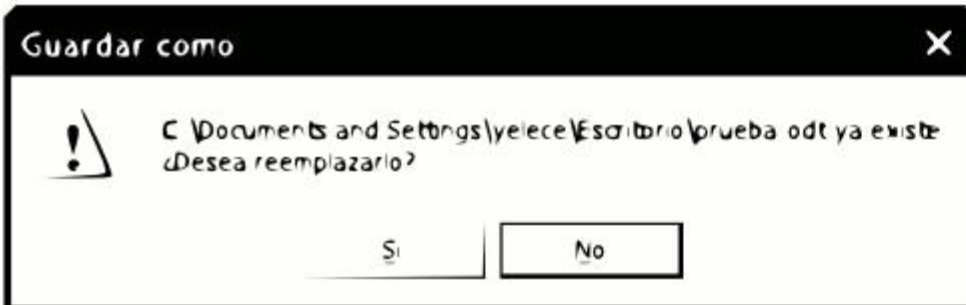 Guardar como
C:\Documents and Settings\yelece\Escritorio\prueba.odt ya existe
¿Desea reemplazarlo?
Sí
No